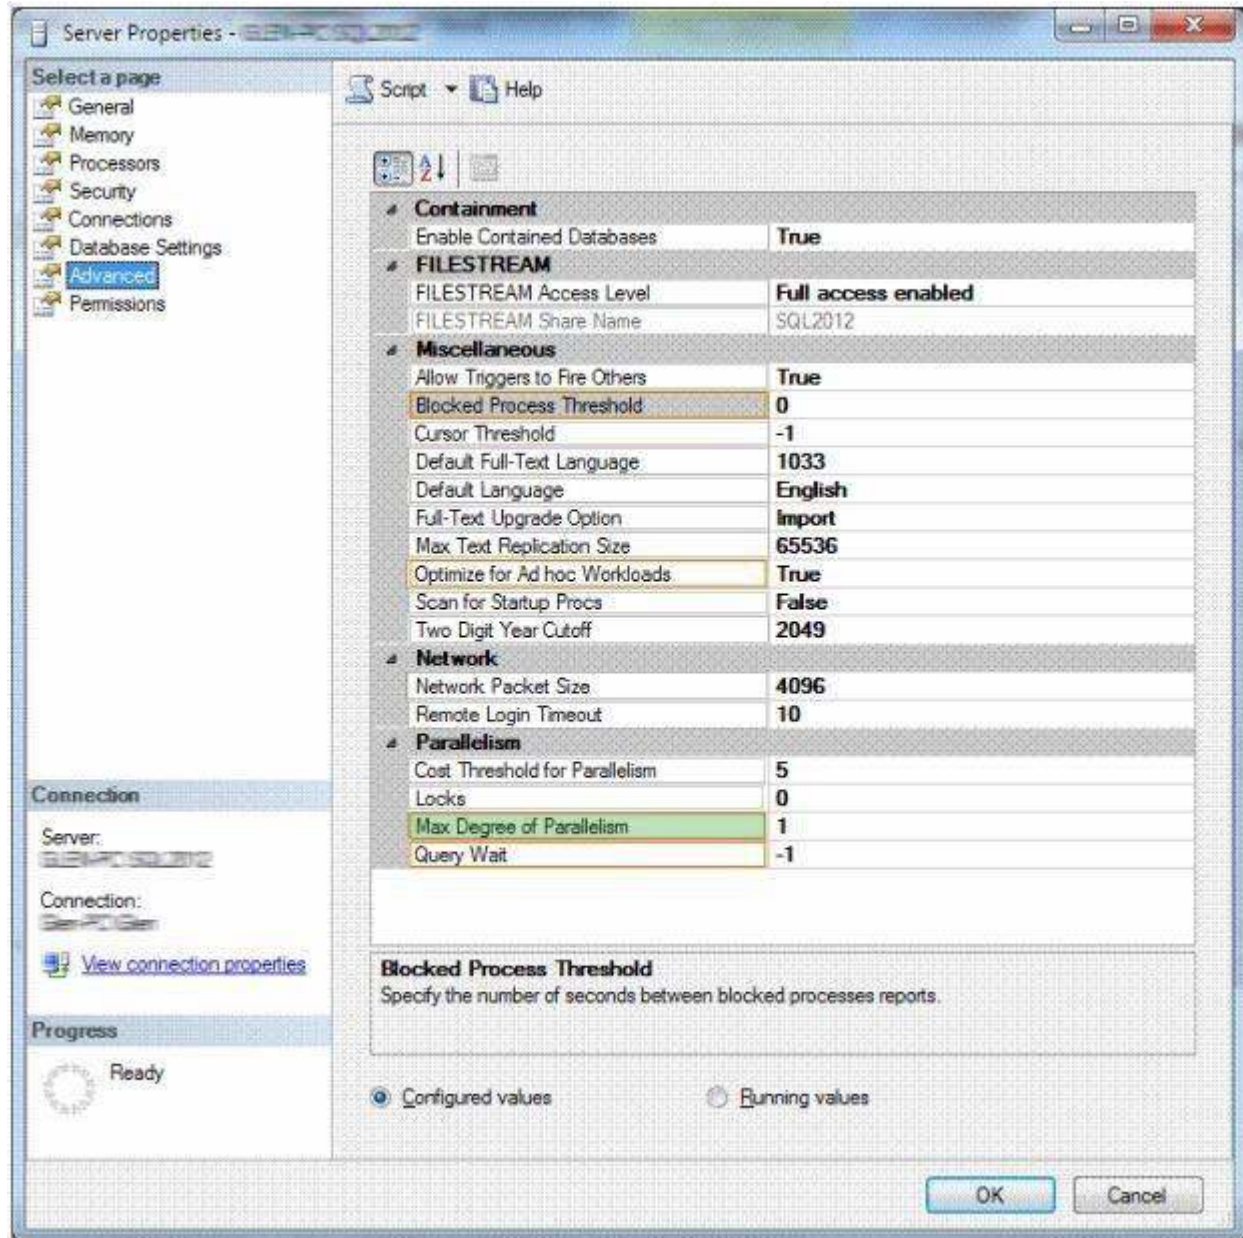 Server Properties -
Select a page
General
Memory
Processors
Security
Connections
Database Settings
Advanced
Permissions
Connection
Server:
Connection:
View connection properties
Progress
Ready
Script Help
Containment
Enable Contained Databases True
FILESTREAM
FILESTREAM Access Level Full access enabled
FILESTREAM Share Name SQL2012
Miscellaneous
Allow Triggers to Fire Others True
Blocked Process Threshold 0
Cursor Threshold -1
Default Full-Text Language 1033
Default Language English
Full-Text Upgrade Option Import
Max Text Replication Size 65536
Optimize for Ad hoc Workloads True
Scan for Startup Procs False
Two Digit Year Cutoff 2049
Network
Network Packet Size 4096
Remote Login Timeout 10
Parallelism
Cost Threshold for Parallelism 5
Locks 0
Max Degree of Parallelism 1
Query Wait -1
Blocked Process Threshold
Specify the number of seconds between blocked processes reports.
Configured values Running values
OK Cancel